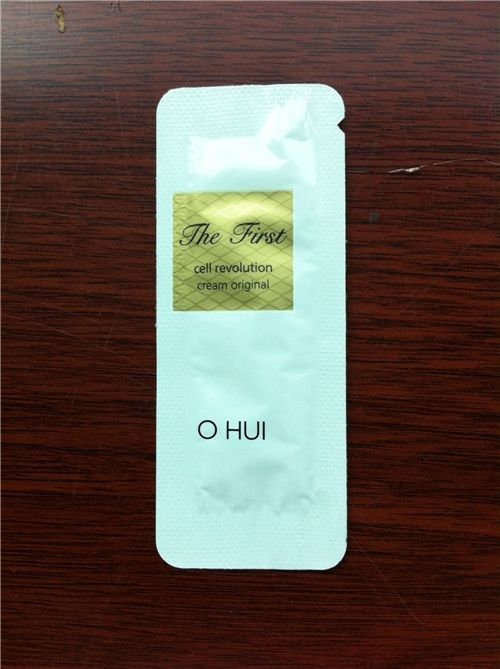 The First
cell revolution
cream original
O HUI